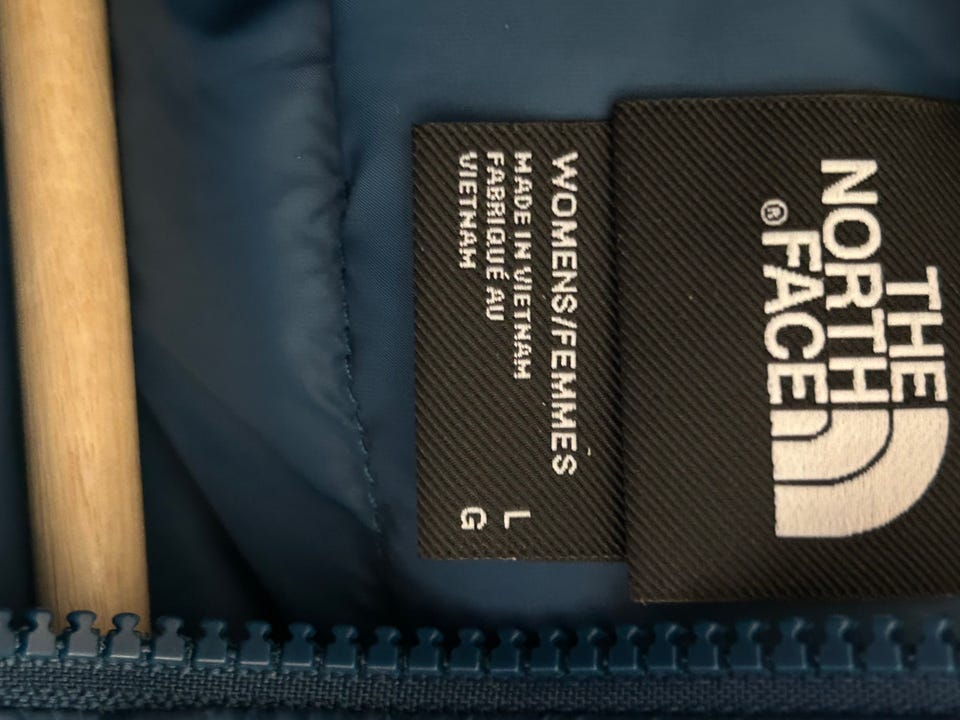 THE
NORTH
FACE®
WOMENS/FEMMES
MADE IN VIETNAM L
FABRIQUÉ AU G
VIETNAM